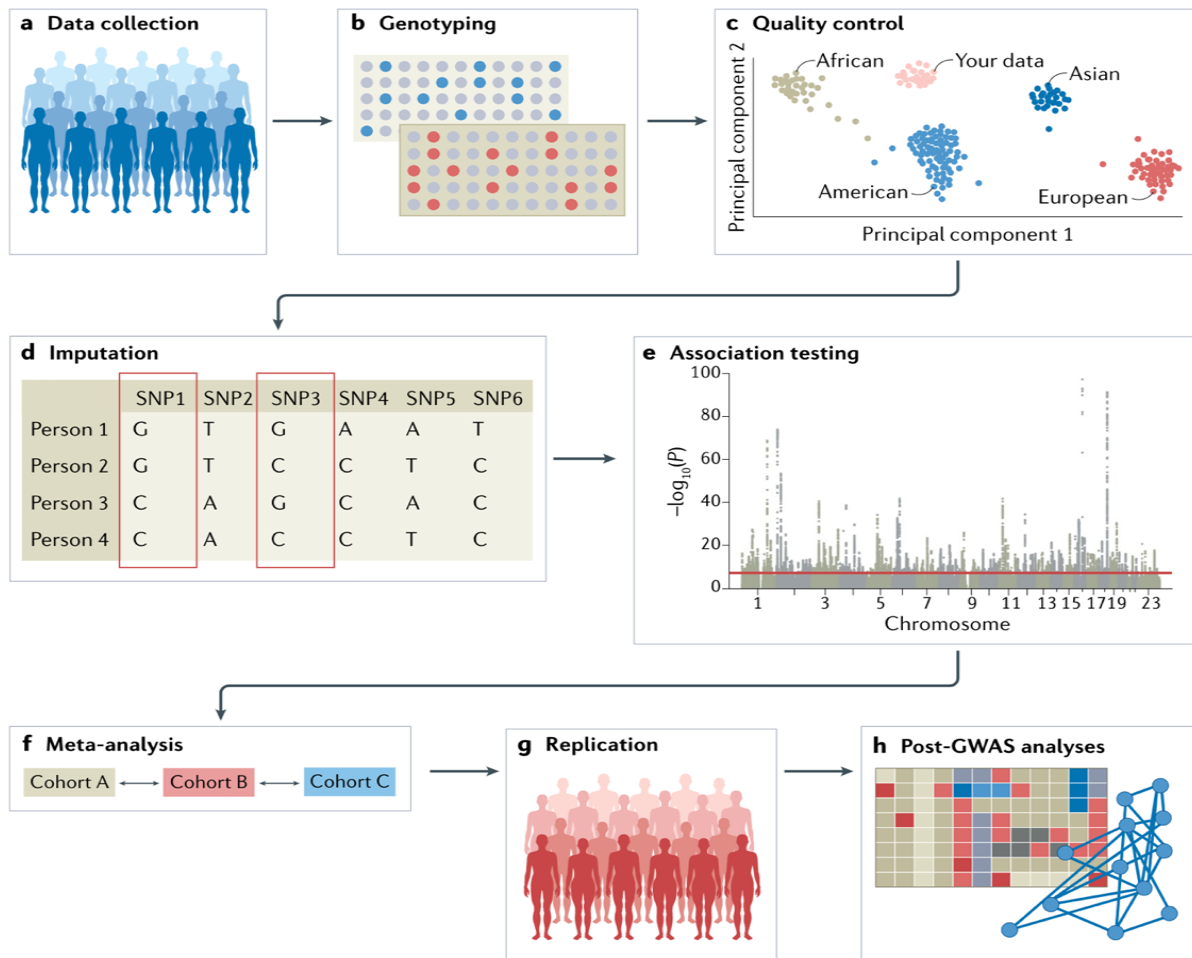 a Data collection
b Genotyping
c Quality control
Principal component 2
African
Your data
Asian
American
European
Principal component 1
d Imputation
SNP1 SNP2 SNP3 SNP4 SNP5 SNP6
Person 1 G T G A A T
Person 2 G T C C T C
Person 3 C A G C A C
Person 4 C A C C T C
e Association testing
–log10(P)
100
80
60
40
20
0
1 3 5 7 9 11 13 15 17 19 23
Chromosome
f Meta-analysis
Cohort A Cohort B Cohort C
g Replication
h Post-GWAS analyses